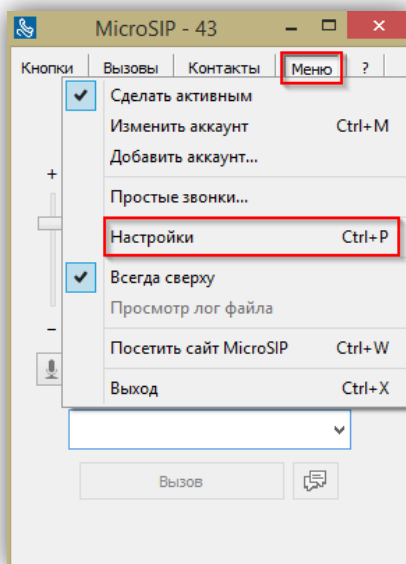 MicroSIP - 43
Кнопки Вызовы Контакты Меню ?
Сделать активным
Изменить аккаунт Ctrl+M
Добавить аккаунт...
Простые звонки...
Настройки Ctrl+P
Всегда сверху
Просмотр лог файла
Посетить сайт MicroSIP Ctrl+W
Выход Ctrl+X
Вызов